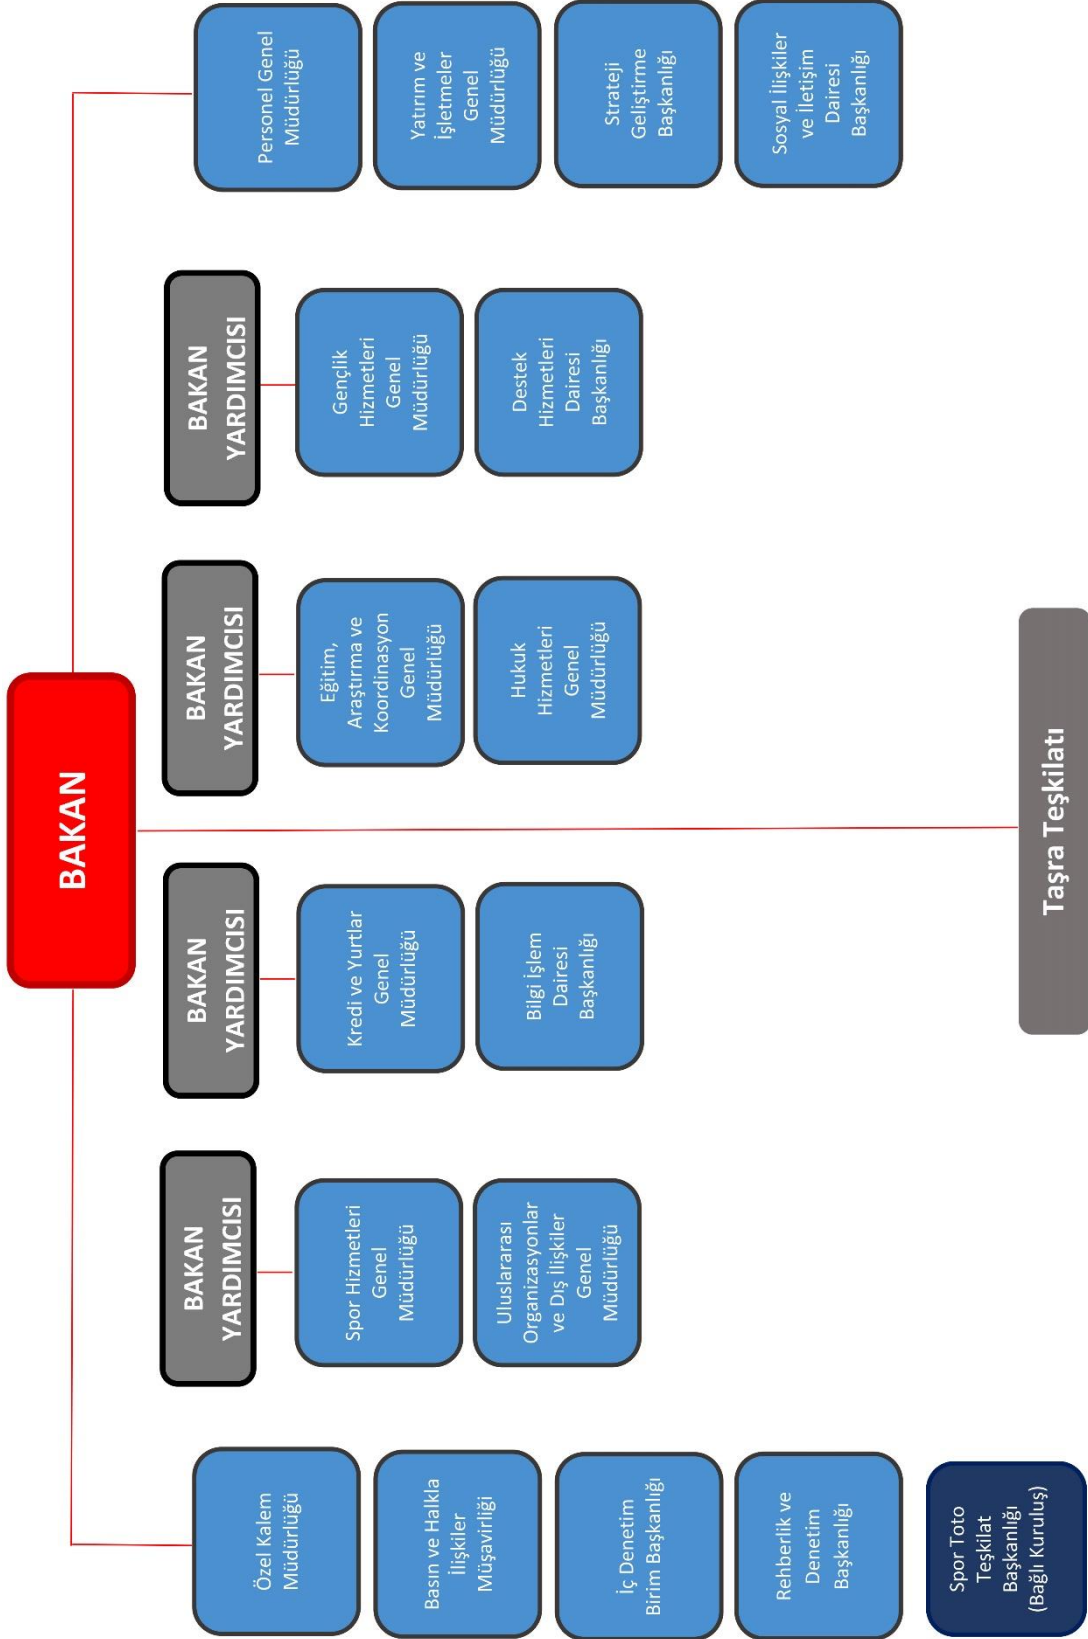 BAKAN
Özel Kalem
Müdürlüğü
Basın ve Halkla
İlişkiler
Müşavirliği
İç Denetim
Birim Başkanlığı
Rehberlik ve
Denetim
Başkanlığı
Spor Toto
Teşkilat
Başkanlığı
(Bağlı Kuruluş)
BAKAN
YARDIMCISI
Spor Hizmetleri
Genel
Müdürlüğü
Uluslararası
Organizasyonlar
ve Dış İlişkiler
Genel
Müdürlüğü
BAKAN
YARDIMCISI
Kredi ve Yurtlar
Genel
Müdürlüğü
Bilgi İşlem
Dairesi
Başkanlığı
BAKAN
YARDIMCISI
Eğitim,
Araştırma ve
Koordinasyon
Genel
Müdürlüğü
Hukuk
Hizmetleri
Genel
Müdürlüğü
BAKAN
YARDIMCISI
Gençlik
Hizmetleri
Genel
Müdürlüğü
Destek
Hizmetleri
Dairesi
Başkanlığı
Personel Genel
Müdürlüğü
Yatırım ve
İşletmeler
Genel
Müdürlüğü
Strateji
Geliştirme
Başkanlığı
Sosyal İlişkiler
ve İletişim
Dairesi
Başkanlığı
Taşra Teşkilatı